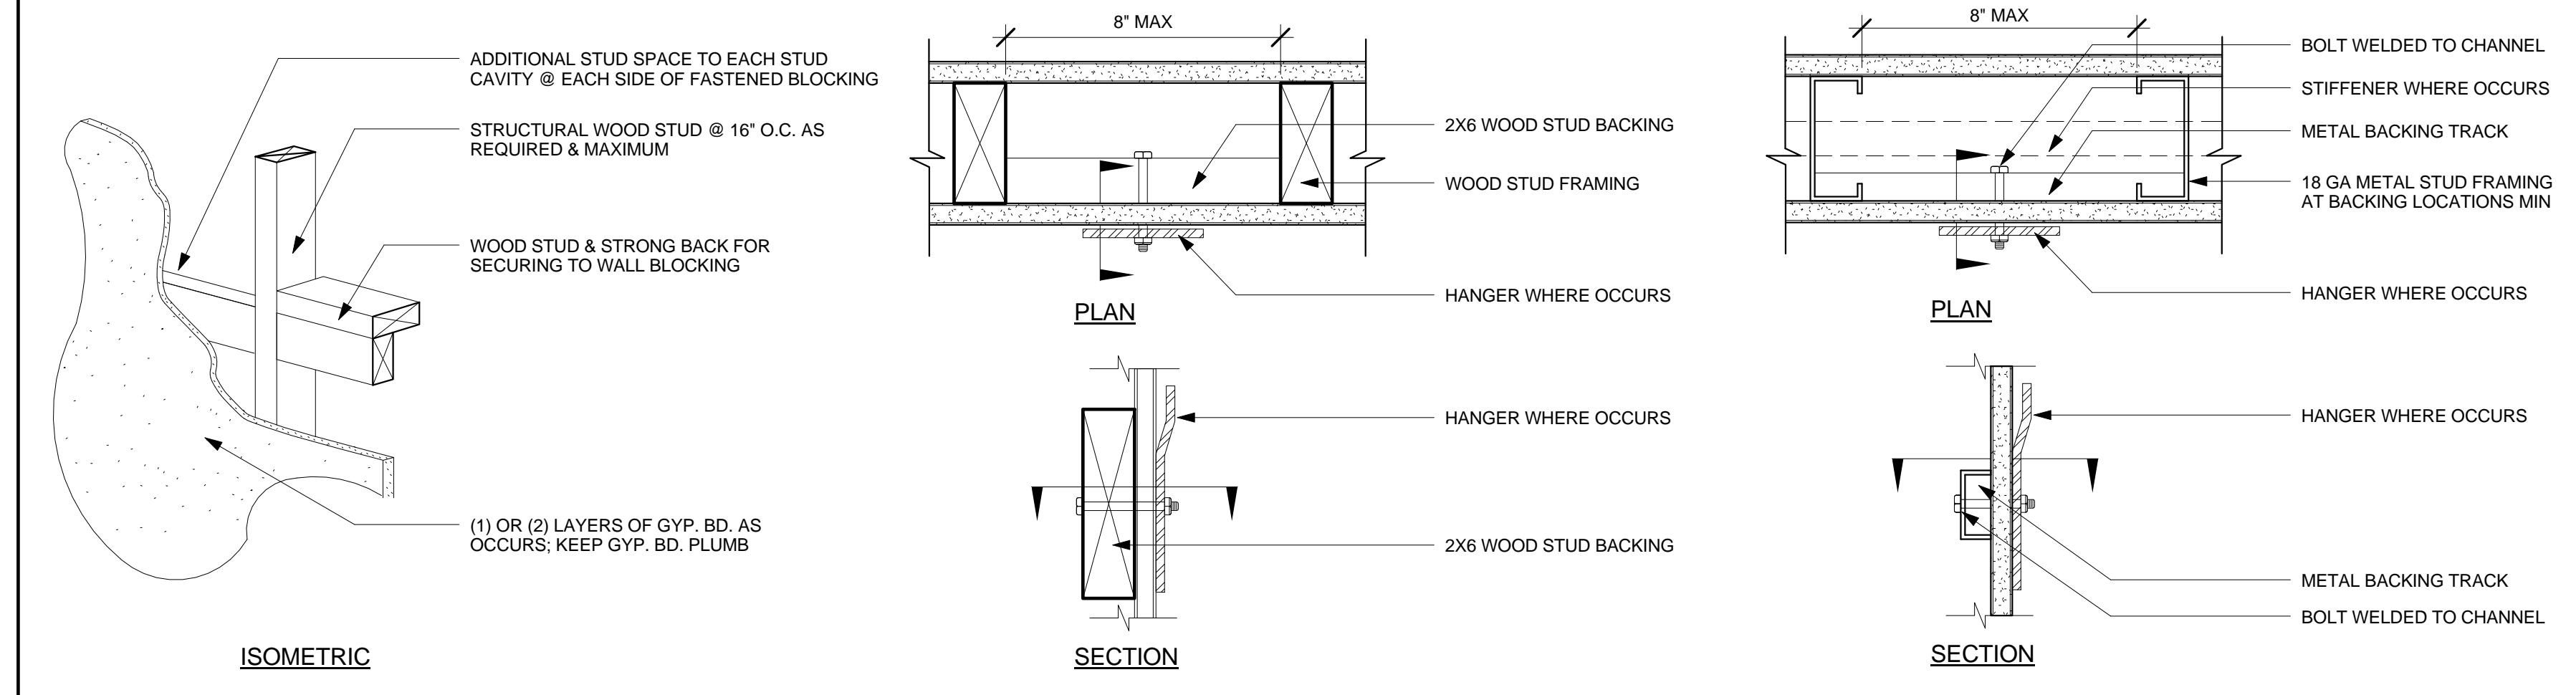 ADDITIONAL STUD SPACE TO EACH STUD
CAVITY @ EACH SIDE OF FASTENED BLOCKING
STRUCTURAL WOOD STUD @ 16" O.C. AS
REQUIRED & MAXIMUM
WOOD STUD & STRONG BACK FOR
SECURING TO WALL BLOCKING
(1) OR (2) LAYERS OF GYP. BD. AS
OCCURS; KEEP GYP. BD. PLUMB
ISOMETRIC
8" MAX
2X6 WOOD STUD BACKING
WOOD STUD FRAMING
HANGER WHERE OCCURS
PLAN
HANGER WHERE OCCURS
2X6 WOOD STUD BACKING
SECTION
8" MAX
BOLT WELDED TO CHANNEL
STIFFENER WHERE OCCURS
METAL BACKING TRACK
18 GA METAL STUD FRAMING
AT BACKING LOCATIONS MIN
HANGER WHERE OCCURS
PLAN
HANGER WHERE OCCURS
METAL BACKING TRACK
BOLT WELDED TO CHANNEL
SECTION